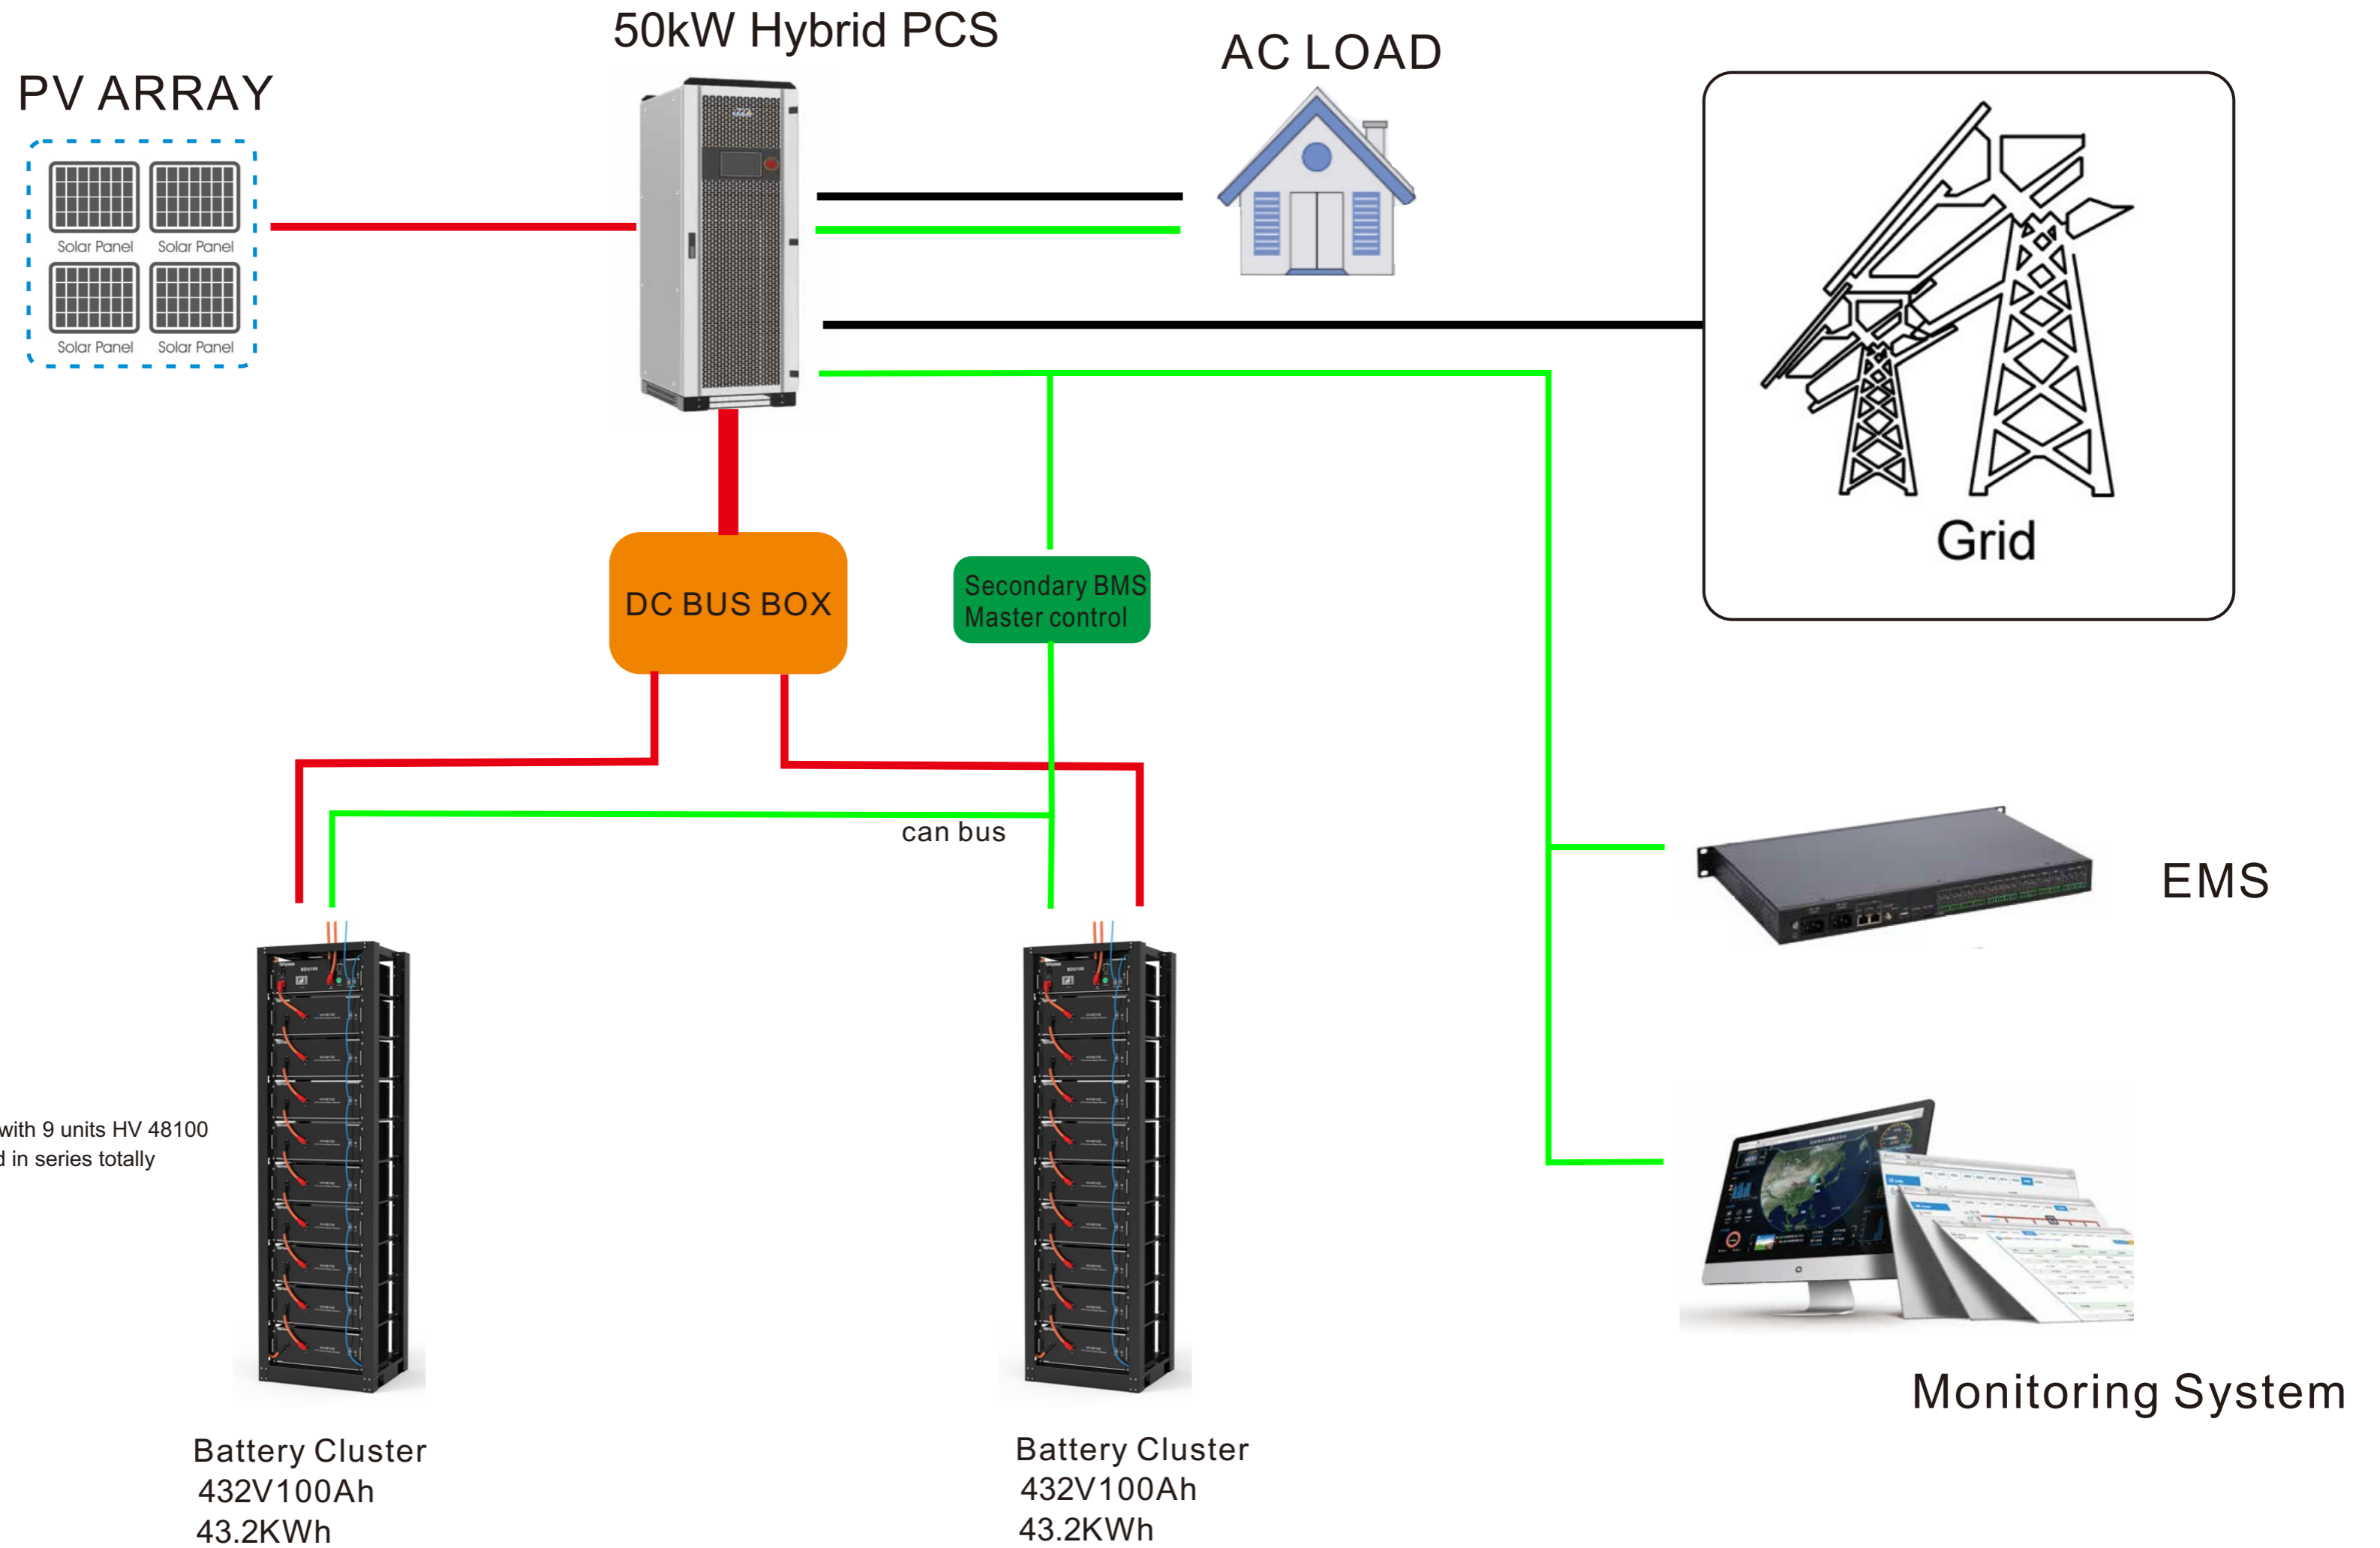 50kW Hybrid PCS
AC LOAD
PV ARRAY
Solar Panel Solar Panel
Solar Panel Solar Panel
Grid
DC BUS BOX
Secondary BMS
Master control
can bus
EMS
with 9 units HV 48100
in series totally
BDU100
BDU100
Monitoring System
Battery Cluster
432V100Ah
43.2KWh
Battery Cluster
432V100Ah
43.2KWh